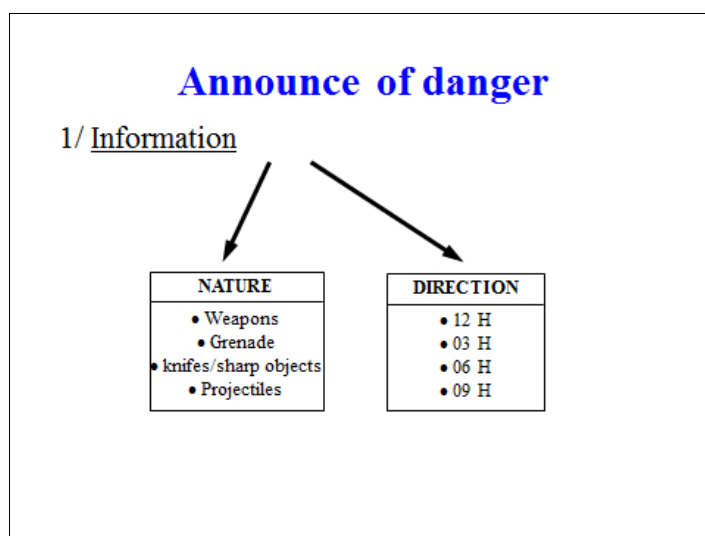 Announce of danger
1/ Information
NATURE
• Weapons
• Grenade
• knifes/sharp objects
• Projectiles
DIRECTION
• 12 H
• 03 H
• 06 H
• 09 H